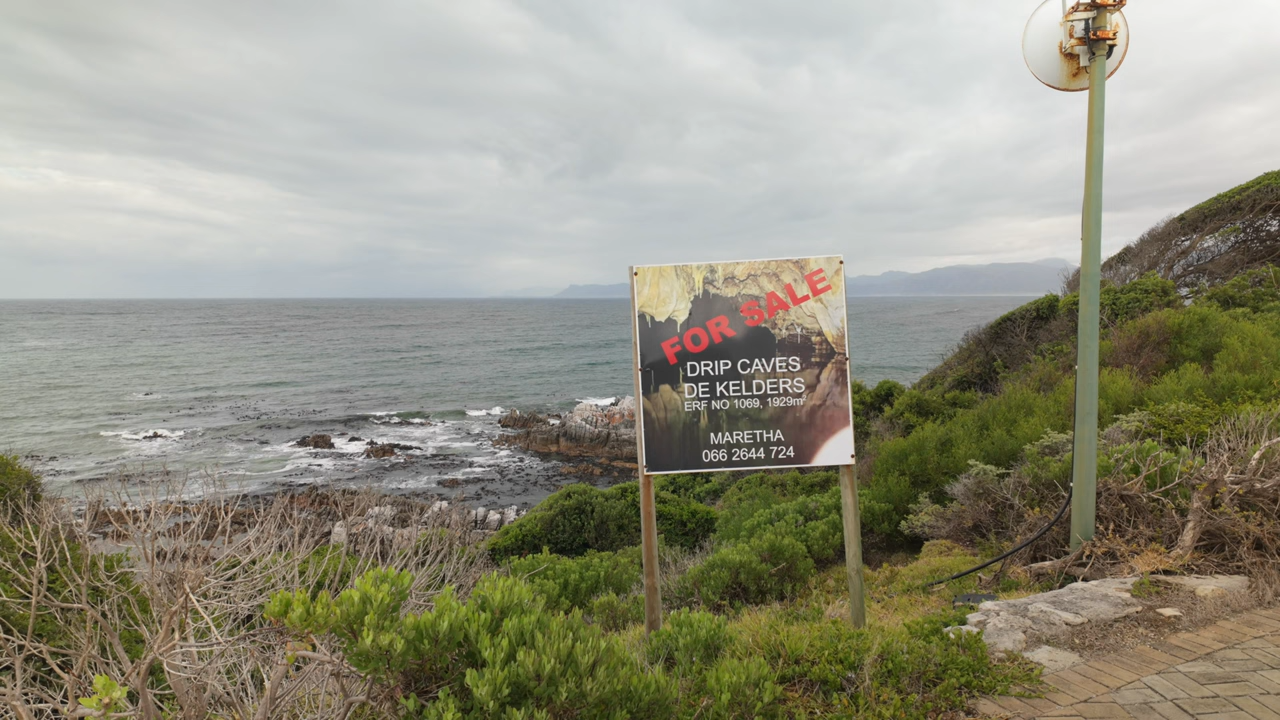 FOR SALE
DRIP CAVES
DE KELDERS
ERF NO 1069, 1929m²
MARETHA
066 2644 724